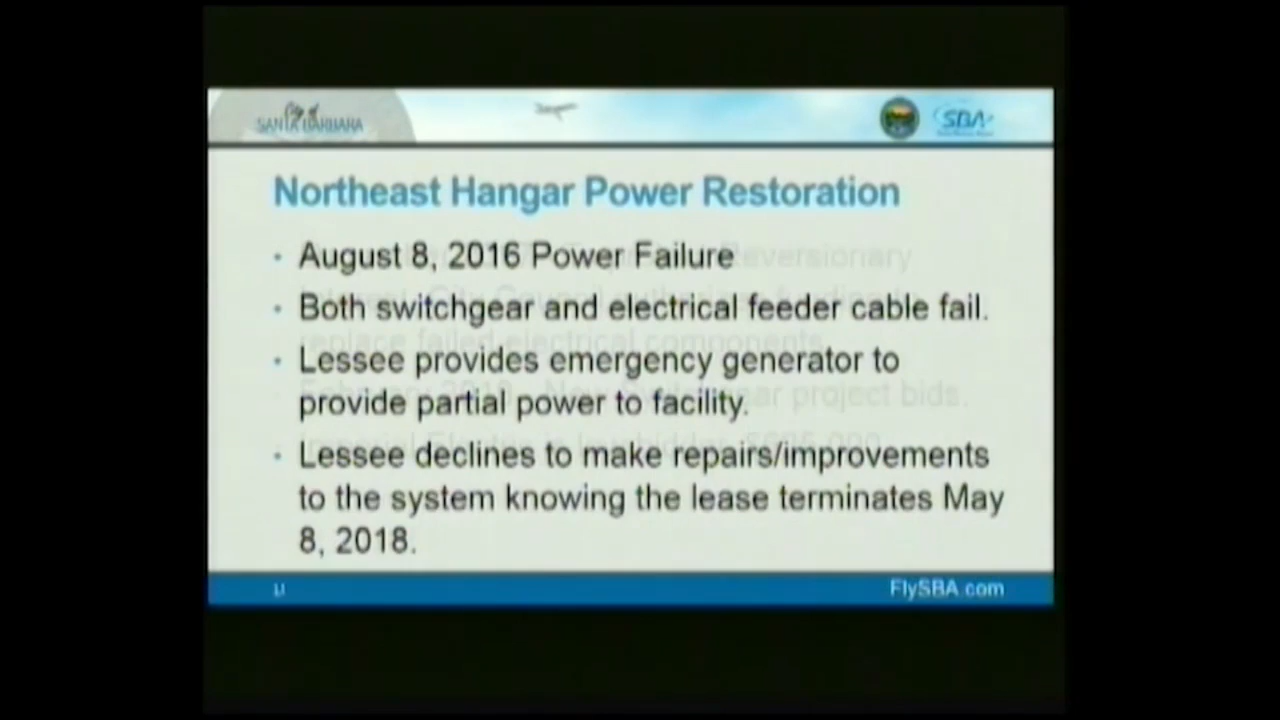 City of
SANTA BARBARA
SBA
Northeast Hangar Power Restoration
• August 8, 2016 Power Failure
• Both switchgear and electrical feeder cable fail.
• Lessee provides emergency generator to
provide partial power to facility.
• Lessee declines to make repairs/improvements
to the system knowing the lease terminates May
8, 2018.
FlySBA.com